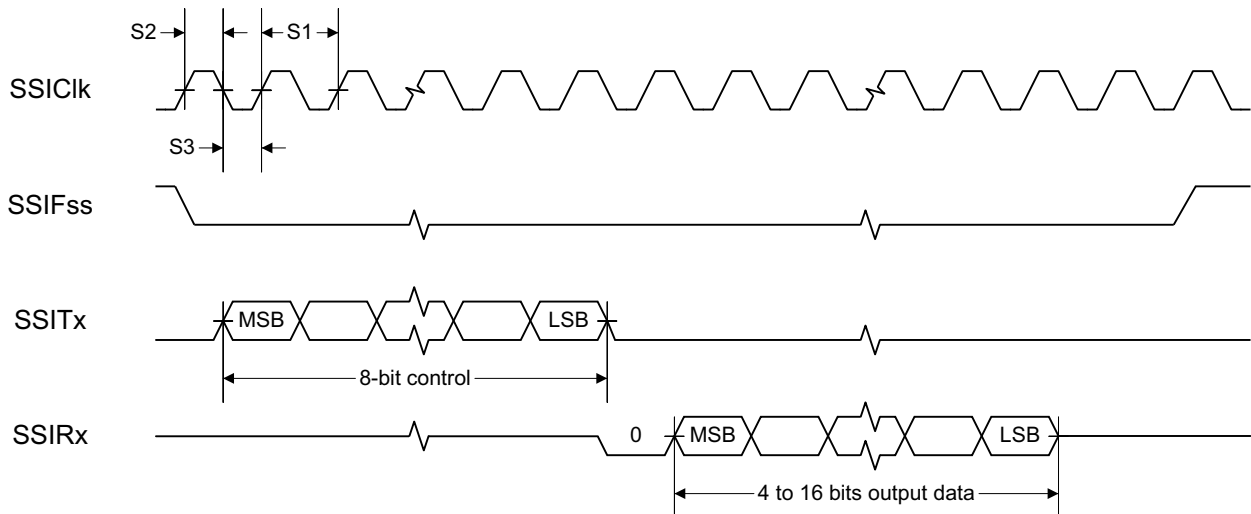 S2
S1
SSIClk
S3
SSIFss
SSITx
MSB
LSB
8-bit control
SSIRx
0
MSB
LSB
4 to 16 bits output data